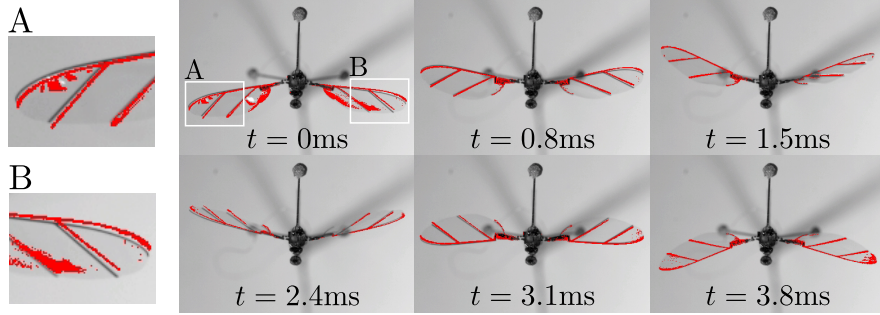 A
A
B
t = 0ms
t = 0.8ms
t = 1.5ms
B
t = 2.4ms
t = 3.1ms
t = 3.8ms